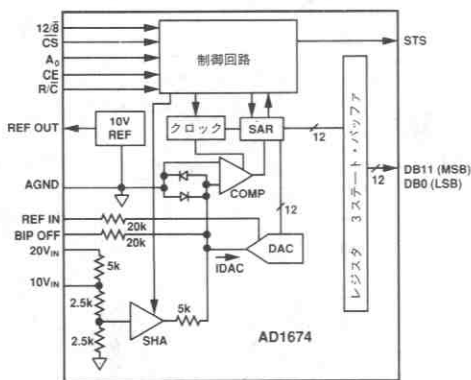 12/8̅
C̅S̅
A₀
CE
R/C̅
制御回路
STS
REF OUT
10V
REF
クロック
SAR
12
レジスタ 3ステート・バッファ
12
DB11 (MSB)
DB0 (LSB)
AGND
COMP
12
REF IN
20k
BIP OFF
20k
DAC
IDAC
20VIN
5k
10VIN
2.5k
5k
2.5k
SHA
AD1674